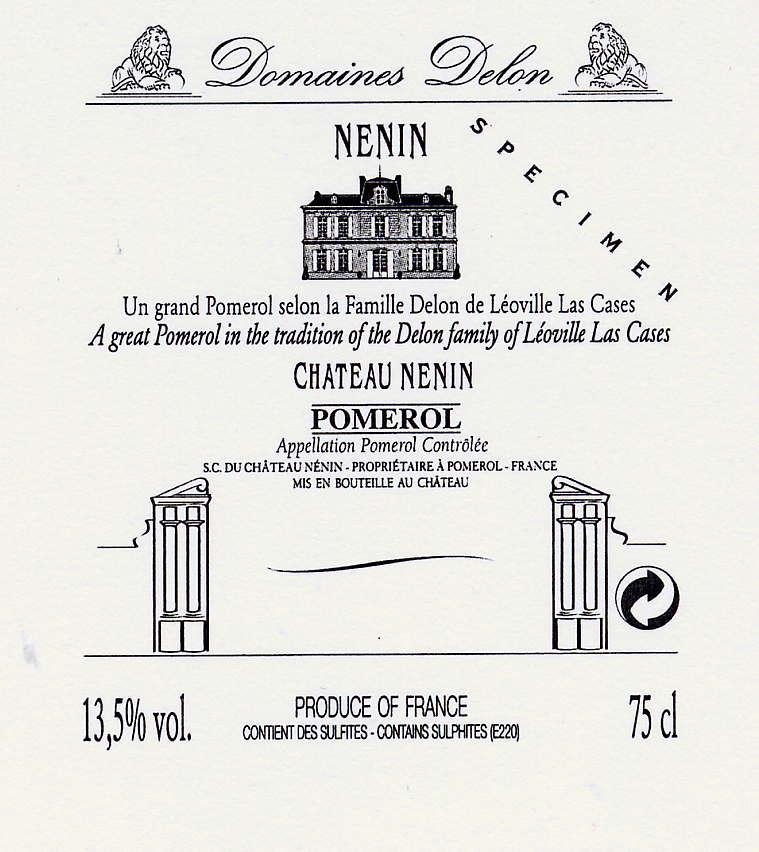 Domaines Delon
NENIN
SPECIMEN
Un grand Pomerol selon la Famille Delon de Léoville Las Cases
A great Pomerol in the tradition of the Delon family of Léoville Las Cases
CHATEAU NENIN
POMEROL
Appellation Pomerol Contrôlée
S.C. DU CHÂTEAU NÉNIN - PROPRIÉTAIRE À POMEROL - FRANCE
MIS EN BOUTEILLE AU CHÂTEAU
13,5% vol.
PRODUCE OF FRANCE
CONTIENT DES SULFITES - CONTAINS SULPHITES (E220)
75 cl